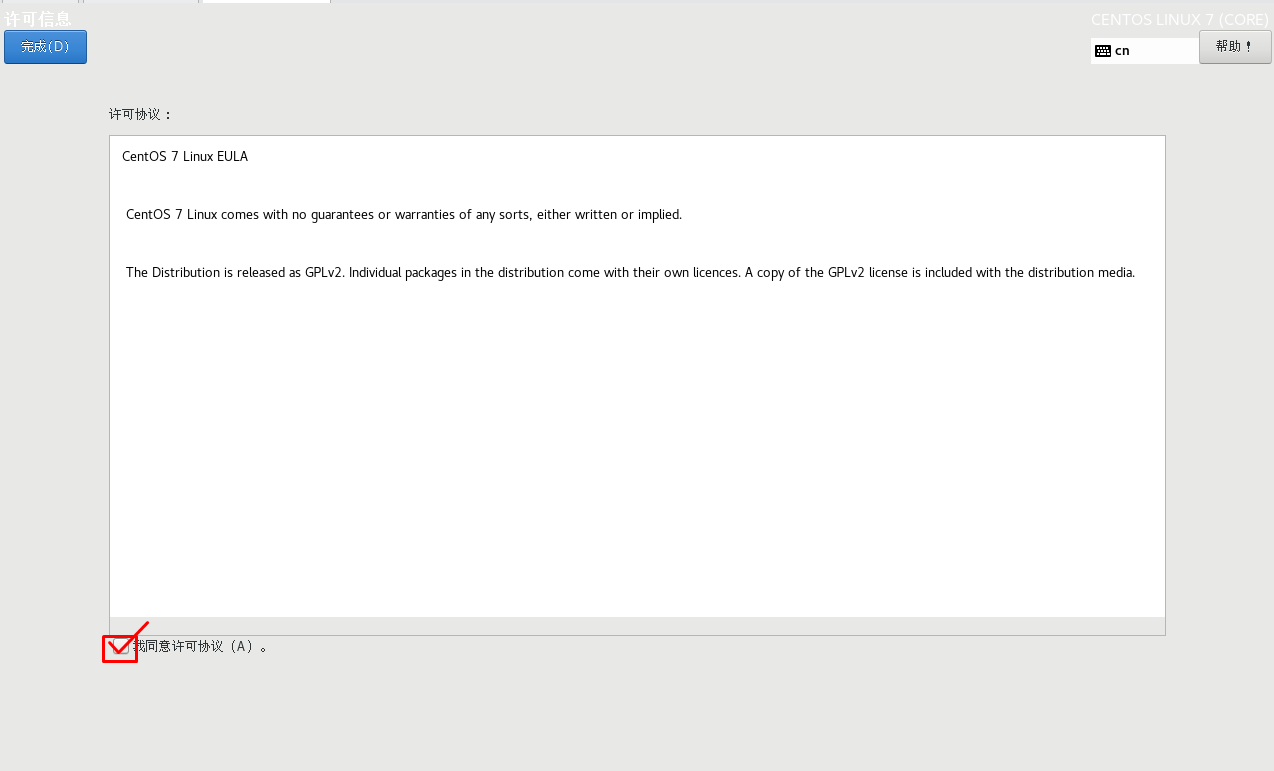 许可信息
CENTOS LINUX 7 (CORE)
完成(D)
cn
帮助！
许可协议：
CentOS 7 Linux EULA
CentOS 7 Linux comes with no guarantees or warranties of any sorts, either written or implied.
The Distribution is released as GPLv2. Individual packages in the distribution come with their own licences. A copy of the GPLv2 license is included with the distribution media.
我同意许可协议（A）。